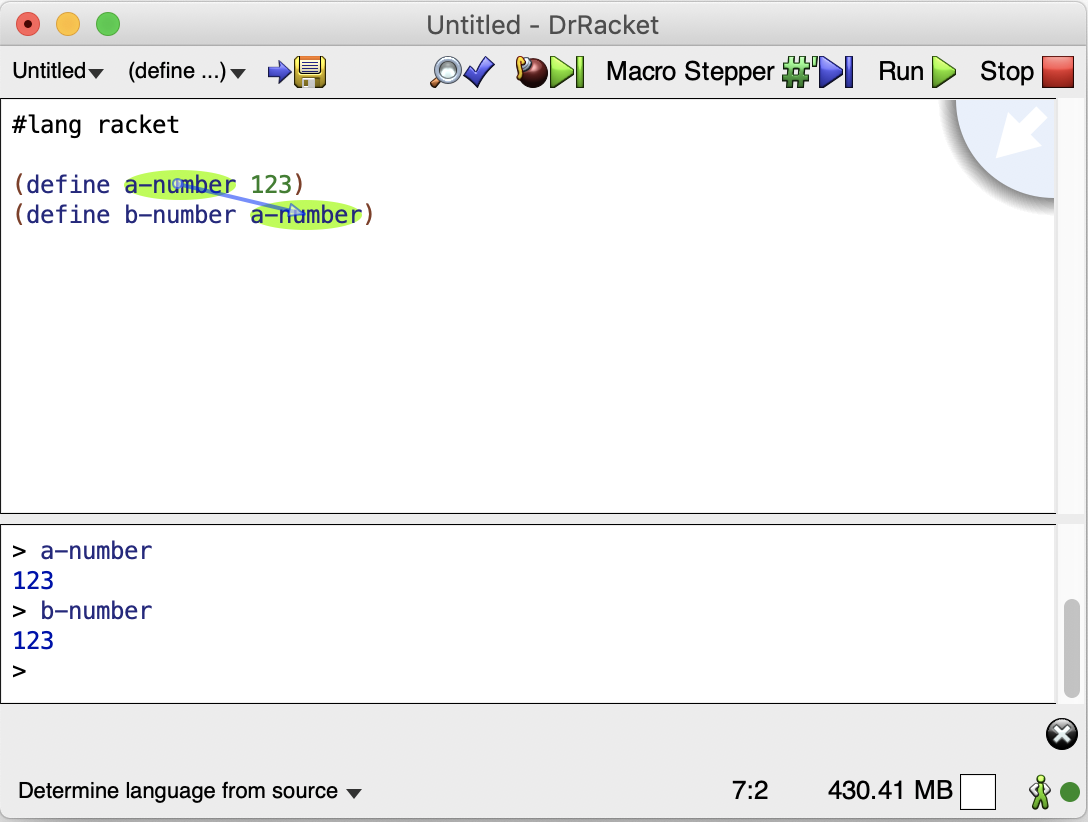 Untitled - DrRacket
Untitled (define ...) Macro Stepper #' Run Stop
#lang racket
(define a-number 123)
(define b-number a-number)
> a-number
123
> b-number
123
>
Determine language from source 7:2 430.41 MB